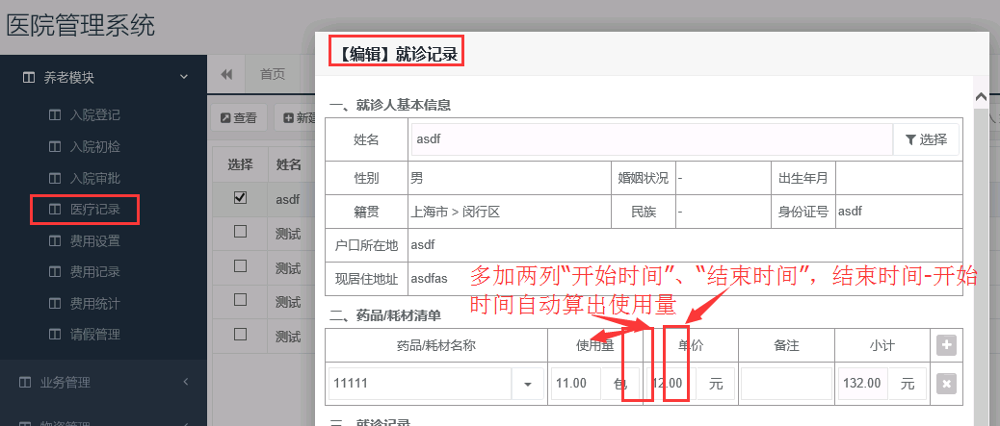 医院管理系统
养老模块
入院登记
入院初检
入院审批
医疗记录
费用设置
费用记录
费用统计
请假管理
业务管理
首页
查看
新建
选择 姓名
asdf
测试
测试
测试
测试
【编辑】就诊记录
一、就诊人基本信息
姓名 asdf 选择
性别 男 婚姻状况 - 出生年月
籍贯 上海市 > 闵行区 民族 - 身份证号 asdf
户口所在地 asdf
现居住地址 asdfas
多加两列“开始时间”、“结束时间”，结束时间-开始
时间自动算出使用量
二、药品/耗材清单
药品/耗材名称 使用量 单价 备注 小计
11111 11.00 包 12.00 元 132.00 元
三、就诊记录